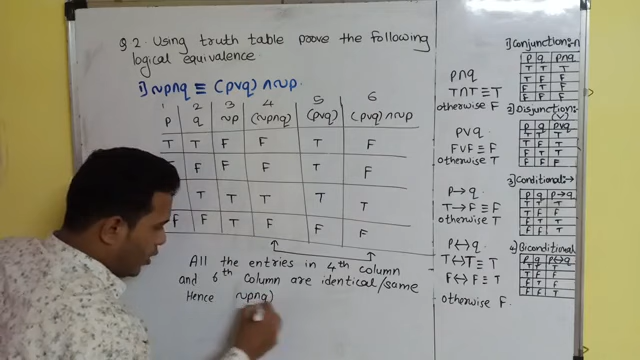 Q.2. Using truth table prove the following
logical equivalence.
1) ~p∩q ≡ (p∨q) ∩ ~p.
1 2 3 4 5 6
p q ~p (~p∩q) (p∨q) (p∨q) ∩ ~p
T T F F T F
F F F T F
T T T T T
F F T F F F
All the entries in 4th column
and 6th column are identical/same
Hence ~p∩q)
p∩q
T∩T ≡ T
otherwise F
p∨q
F∨F ≡ F
otherwise T
p→q
T→F ≡ F
otherwise T
p↔q
T↔T ≡ T
F↔F ≡ T
otherwise F.
1) Conjunction:-∩
p q p∩q
T T T
T F F
F T F
F F F
2) Disjunction:-
(∨)
p q p∨q
T T T
T F T
F T T
F F F
3) Conditional:→
p q p→q
T T T
T F F
F T T
F F T
4) Biconditional
p q p↔q
T T T
T F F
F T F
F F T